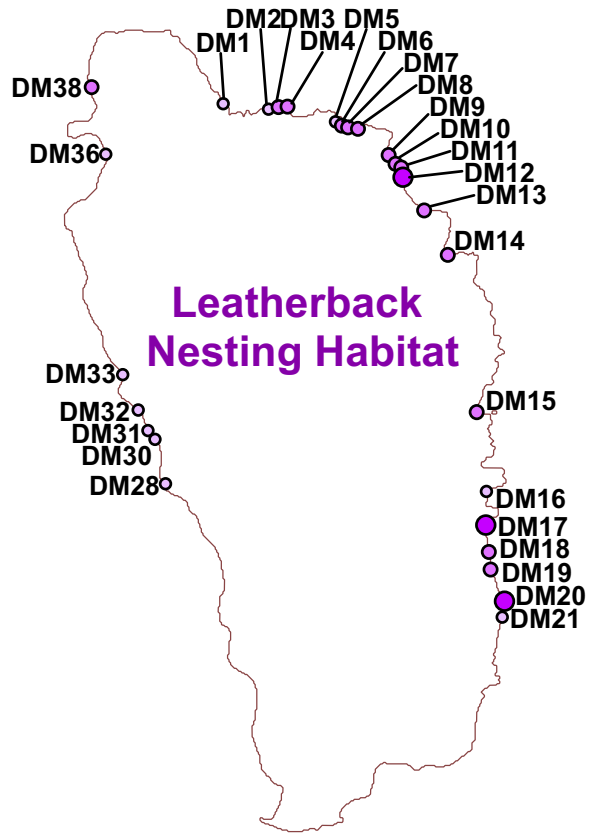 DM2
DM3
DM5
DM1
DM4
DM6
DM7
DM38
DM8
DM9
DM10
DM36
DM11
DM12
DM13
DM14
Leatherback
Nesting Habitat
DM33
DM15
DM32
DM31
DM30
DM28
DM16
DM17
DM18
DM19
DM20
DM21